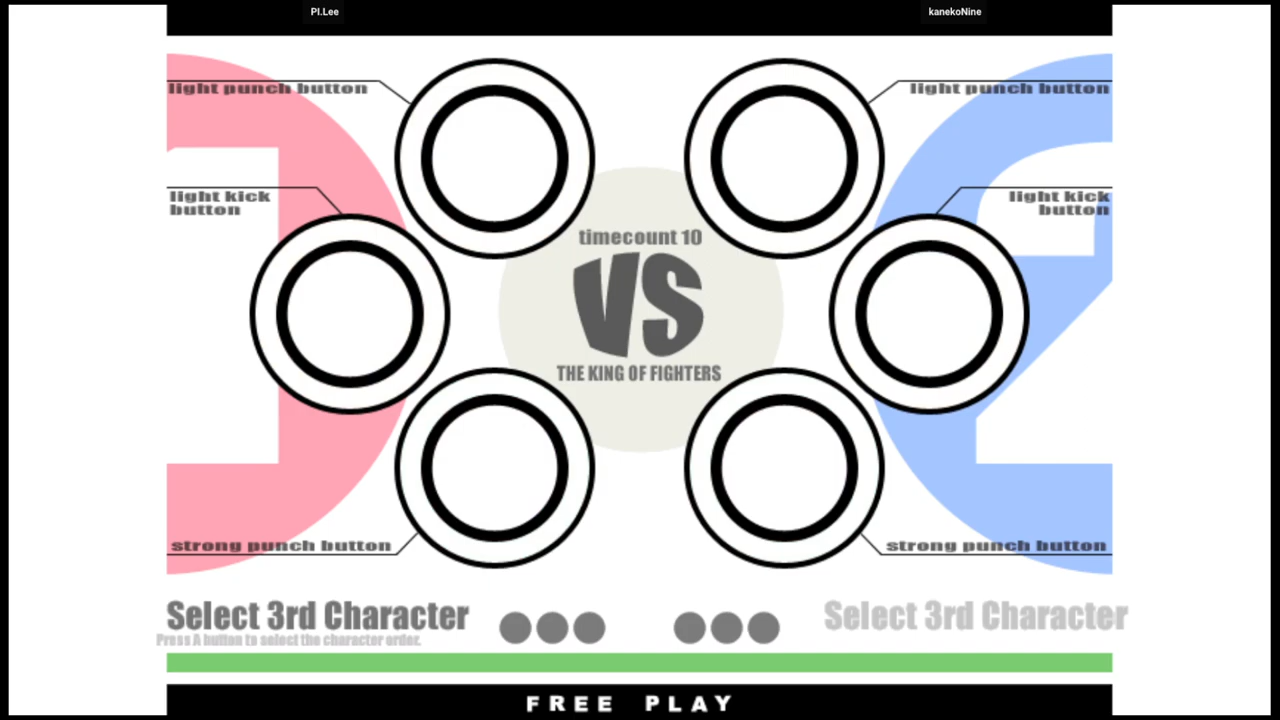 PI.Lee
kanekoNine
light punch button
light punch button
light kick
button
light kick
button
timecount 10
VS
THE KING OF FIGHTERS
strong punch button
strong punch button
Select 3rd Character
Select 3rd Character
Press A button to select the character order.
FREE PLAY